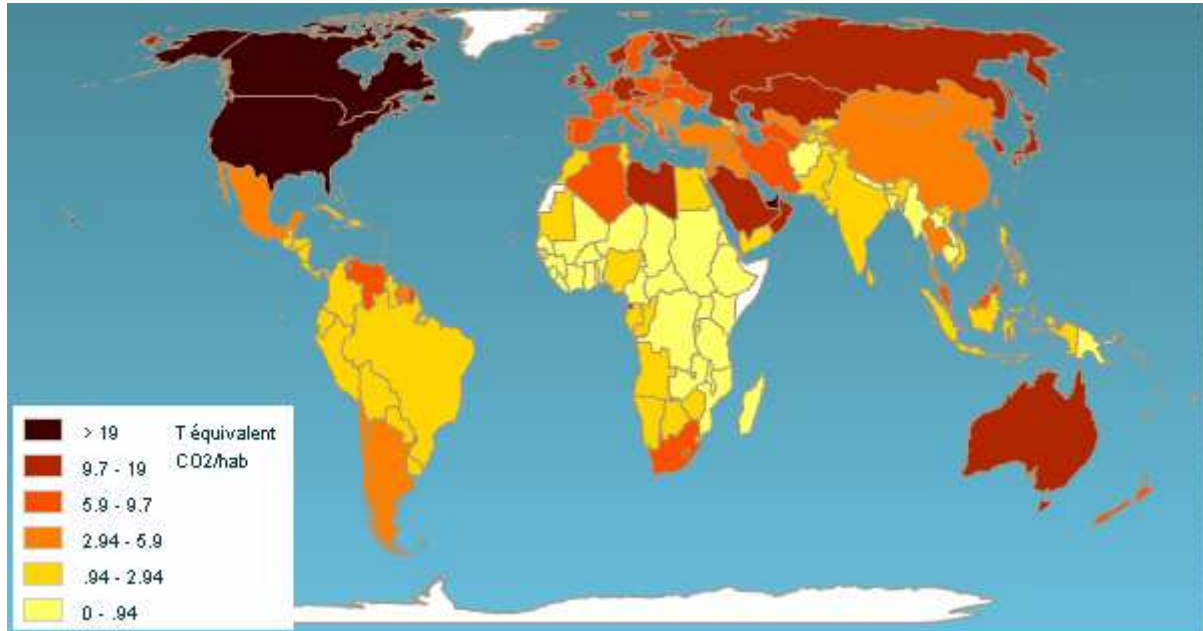 > 19 T équivalent
9.7 - 19 CO2/hab
5.9 - 9.7
2.94 - 5.9
.94 - 2.94
0 - .94